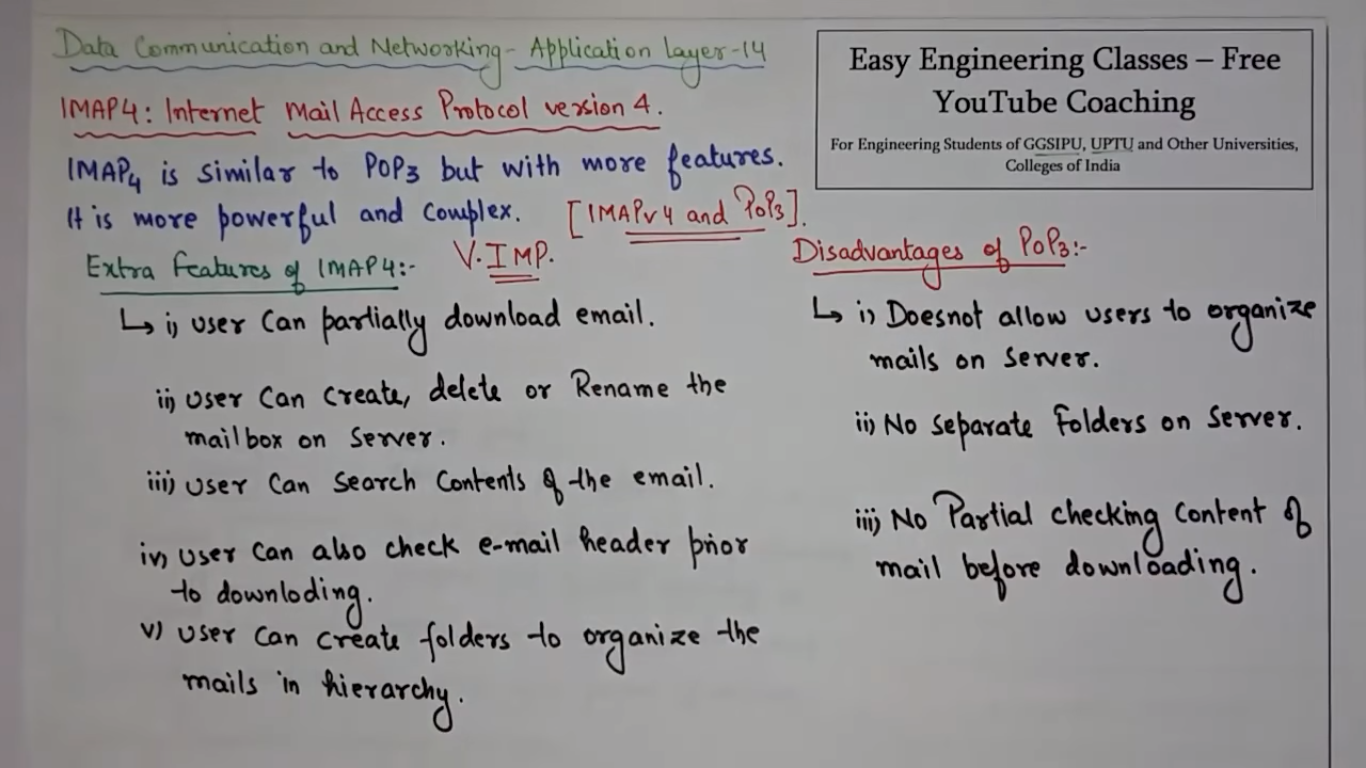 Data Communication and Networking - Application Layer-14
IMAP4: Internet Mail Access Protocol version 4.
IMAP4 is similar to POP3 but with more features.
It is more powerful and complex. [IMAPv4 and POP3].
V.IMP.
Extra features of IMAP4:-
↳ i) user can partially download email.
ii) user can create, delete or Rename the
mailbox on server.
iii) user can search contents of the email.
iv) user can also check e-mail header prior
to downloding.
v) user can create folders to organize the
mails in hierarchy.
Easy Engineering Classes – Free
YouTube Coaching
For Engineering Students of GGSIPU, UPTU and Other Universities,
Colleges of India
Disadvantages of POP3:-
↳ i) Doesnot allow users to organize
mails on server.
ii) No separate folders on server.
iii) No Partial checking content of
mail before downloading.